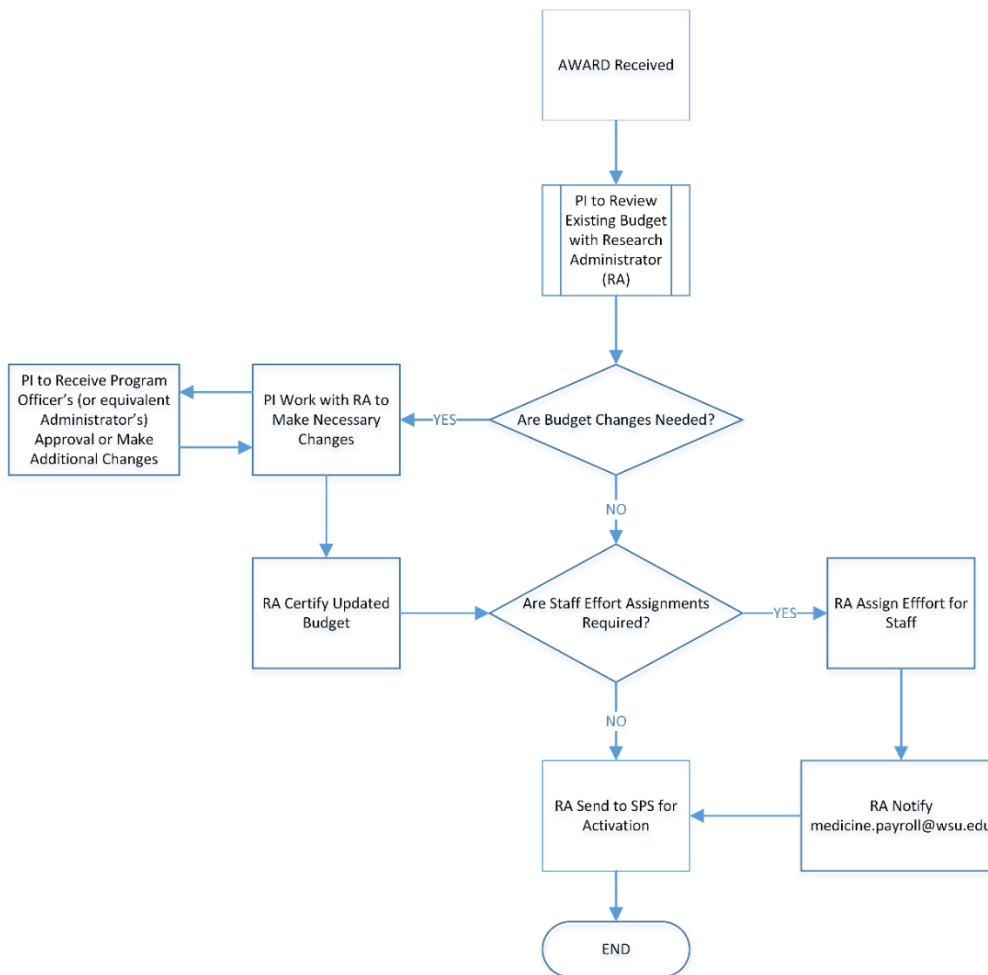 AWARD Received
PI to Review
Existing Budget
with Research
Administrator
(RA)
PI to Receive Program
Officer's (or equivalent
Administrator's)
Approval or Make
Additional Changes
PI Work with RA to
Make Necessary
Changes
YES
Are Budget Changes Needed?
NO
RA Certify Updated
Budget
Are Staff Effort Assignments
Required?
YES
RA Assign Efffort for
Staff
NO
RA Send to SPS for
Activation
RA Notify
medicine.payroll@wsu.edu
END